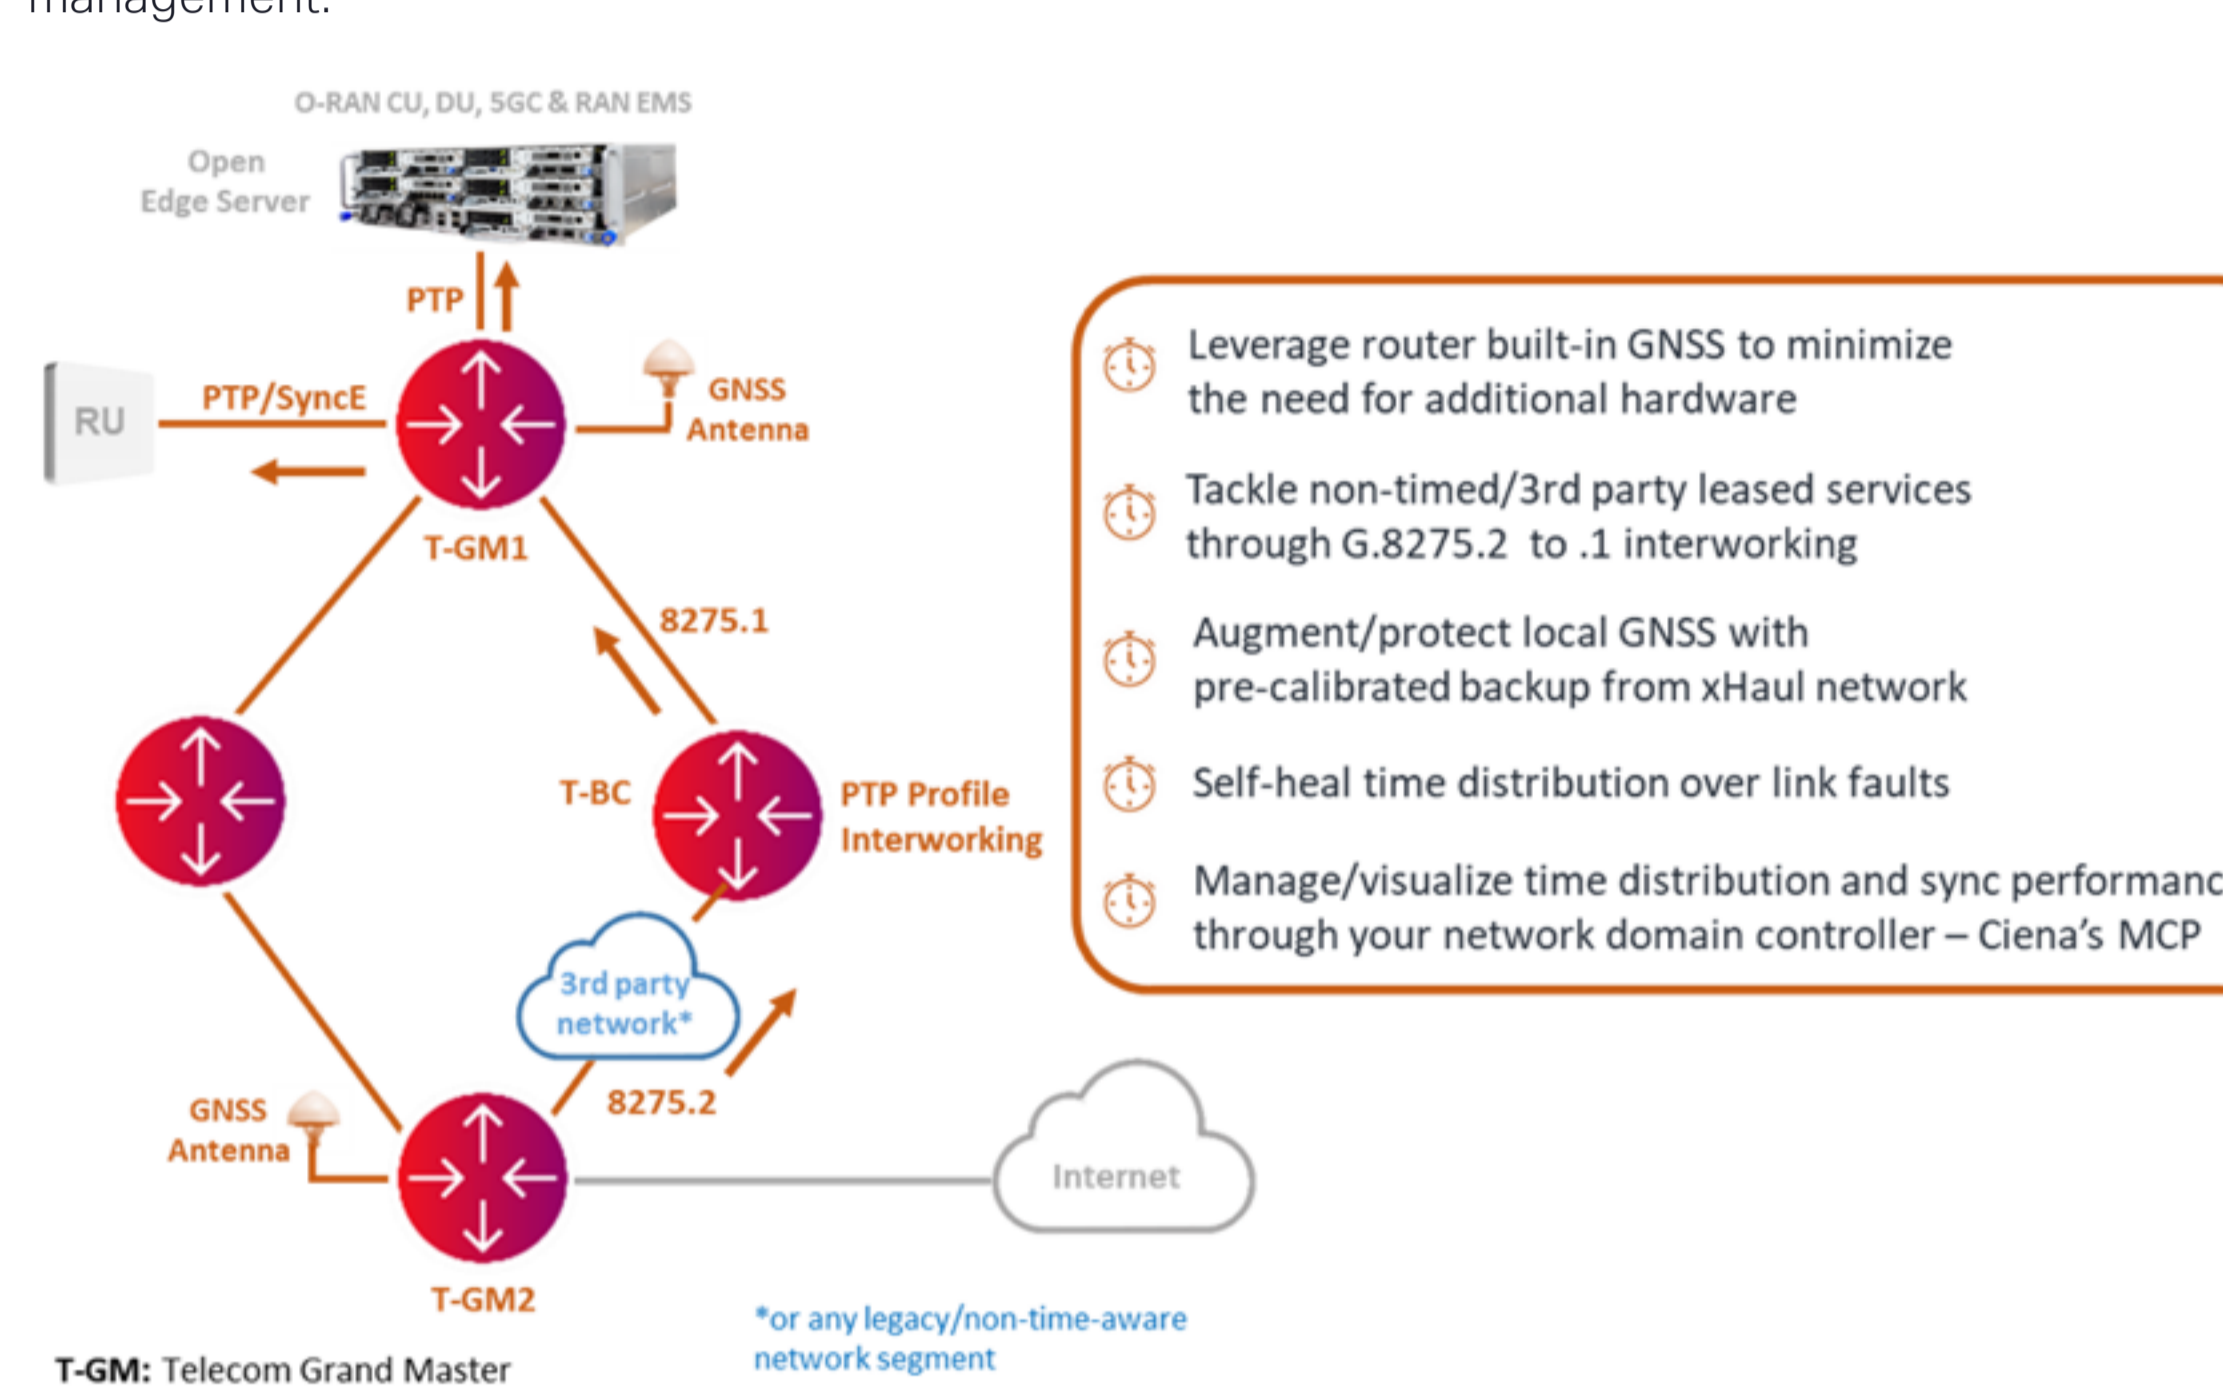 management.
O-RAN CU, DU, 5GC & RAN EMS
Open
Edge Server
PTP
RU
PTP/SyncE
GNSS
Antenna
T-GM1
8275.1
T-BC
PTP Profile
Interworking
3rd party
network*
8275.2
GNSS
Antenna
Internet
T-GM2
*or any legacy/non-time-aware
network segment
T-GM: Telecom Grand Master
Leverage router built-in GNSS to minimize
the need for additional hardware
Tackle non-timed/3rd party leased services
through G.8275.2 to .1 interworking
Augment/protect local GNSS with
pre-calibrated backup from xHaul network
Self-heal time distribution over link faults
Manage/visualize time distribution and sync performanc
through your network domain controller – Ciena's MCP